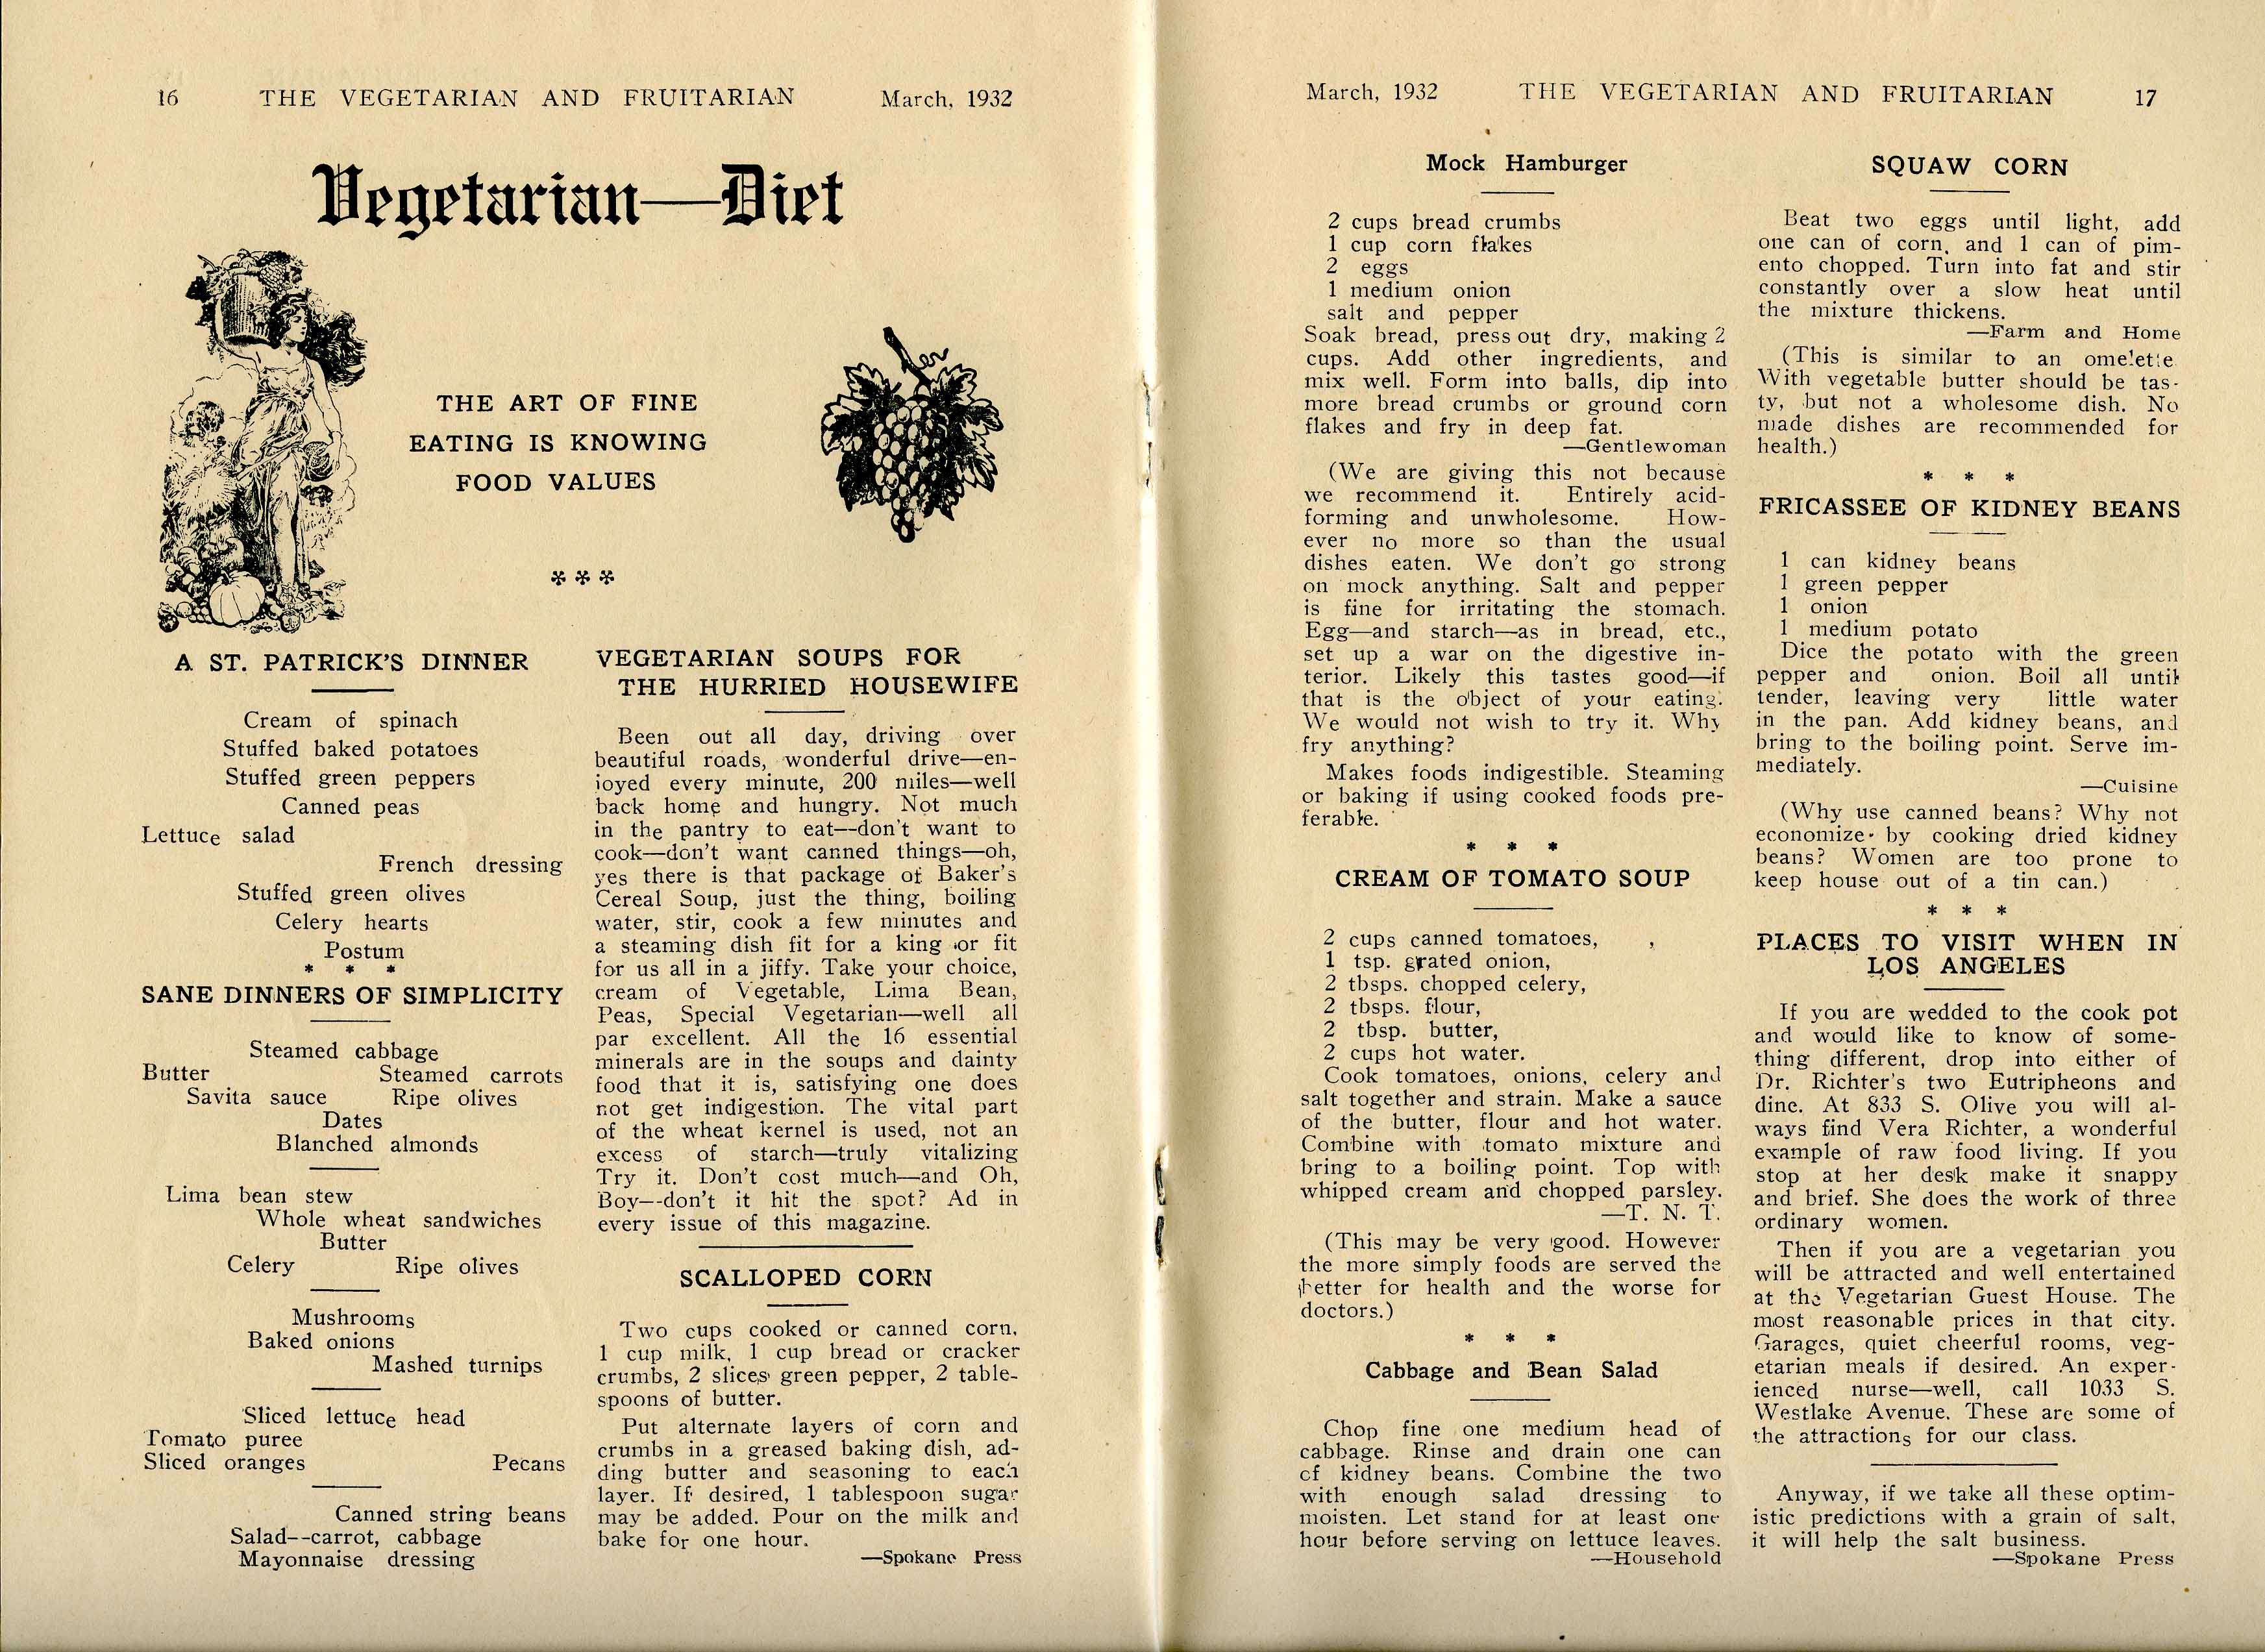 16 THE VEGETARIAN AND FRUITARIAN March, 1932
Vegetarian—Diet
THE ART OF FINE
EATING IS KNOWING
FOOD VALUES
* * *
A ST. PATRICK'S DINNER
Cream of spinach
Stuffed baked potatoes
Stuffed green peppers
Canned peas
Lettuce salad
French dressing
Stuffed green olives
Celery hearts
Postum
* * *
SANE DINNERS OF SIMPLICITY
Steamed cabbage
Butter Steamed carrots
Savita sauce Ripe olives
Dates
Blanched almonds
Lima bean stew
Whole wheat sandwiches
Butter
Celery Ripe olives
Mushrooms
Baked onions
Mashed turnips
Sliced lettuce head
Tomato puree
Sliced oranges Pecans
Canned string beans
Salad--carrot, cabbage
Mayonnaise dressing
VEGETARIAN SOUPS FOR
THE HURRIED HOUSEWIFE
Been out all day, driving over
beautiful roads, wonderful drive—en-
joyed every minute, 200 miles—well
back home and hungry. Not much
in the pantry to eat—don't want to
cook—don't want canned things—oh,
yes there is that package of Baker's
Cereal Soup, just the thing, boiling
water, stir, cook a few minutes and
a steaming dish fit for a king or fit
for us all in a jiffy. Take your choice,
cream of Vegetable, Lima Bean,
Peas, Special Vegetarian—well all
par excellent. All the 16 essential
minerals are in the soups and dainty
food that it is, satisfying one does
not get indigestion. The vital part
of the wheat kernel is used, not an
excess of starch—truly vitalizing
Try it. Don't cost much—and Oh,
Boy—don't it hit the spot? Ad in
every issue of this magazine.
SCALLOPED CORN
Two cups cooked or canned corn,
1 cup milk, 1 cup bread or cracker
crumbs, 2 slices green pepper, 2 table-
spoons of butter.
Put alternate layers of corn and
crumbs in a greased baking dish, ad-
ding butter and seasoning to each
layer. If desired, 1 tablespoon sugar
may be added. Pour on the milk and
bake for one hour.
—Spokane Press
March, 1932 THE VEGETARIAN AND FRUITARIAN 17
Mock Hamburger
2 cups bread crumbs
1 cup corn flakes
2 eggs
1 medium onion
salt and pepper
Soak bread, press out dry, making 2
cups. Add other ingredients, and
mix well. Form into balls, dip into
more bread crumbs or ground corn
flakes and fry in deep fat.
—Gentlewoman
(We are giving this not because
we recommend it. Entirely acid-
forming and unwholesome. How-
ever no more so than the usual
dishes eaten. We don't go strong
on mock anything. Salt and pepper
is fine for irritating the stomach.
Egg—and starch—as in bread, etc.,
set up a war on the digestive in-
terior. Likely this tastes good—if
that is the object of your eating.
We would not wish to try it. Why
fry anything?
Makes foods indigestible. Steaming
or baking if using cooked foods pre-
ferable.
* * *
CREAM OF TOMATO SOUP
2 cups canned tomatoes,
1 tsp. grated onion,
2 tbsps. chopped celery,
2 tbsps. flour,
2 tbsp. butter,
2 cups hot water.
Cook tomatoes, onions, celery and
salt together and strain. Make a sauce
of the butter, flour and hot water.
Combine with tomato mixture and
bring to a boiling point. Top with
whipped cream and chopped parsley.
—T. N. T.
(This may be very good. However
the more simply foods are served the
better for health and the worse for
doctors.)
* * *
Cabbage and Bean Salad
Chop fine one medium head of
cabbage. Rinse and drain one can
of kidney beans. Combine the two
with enough salad dressing to
moisten. Let stand for at least one
hour before serving on lettuce leaves.
—Household
SQUAW CORN
Beat two eggs until light, add
one can of corn, and 1 can of pim-
ento chopped. Turn into fat and stir
constantly over a slow heat until
the mixture thickens.
—Farm and Home
(This is similar to an omelette
With vegetable butter should be tas-
ty, but not a wholesome dish. No
made dishes are recommended for
health.)
* * *
FRICASSEE OF KIDNEY BEANS
1 can kidney beans
1 green pepper
1 onion
1 medium potato
Dice the potato with the green
pepper and onion. Boil all until
tender, leaving very little water
in the pan. Add kidney beans, and
bring to the boiling point. Serve im-
mediately.
—Cuisine
(Why use canned beans? Why not
economize by cooking dried kidney
beans? Women are too prone to
keep house out of a tin can.)
* * *
PLACES TO VISIT WHEN IN
LOS ANGELES
If you are wedded to the cook pot
and would like to know of some-
thing different, drop into either of
Dr. Richter's two Eutripheons and
dine. At 833 S. Olive you will al-
ways find Vera Richter, a wonderful
example of raw food living. If you
stop at her desk make it snappy
and brief. She does the work of three
ordinary women.
Then if you are a vegetarian you
will be attracted and well entertained
at the Vegetarian Guest House. The
most reasonable prices in that city.
Garages, quiet cheerful rooms, veg-
etarian meals if desired. An exper-
ienced nurse—well, call 1033 S.
Westlake Avenue. These are some of
the attractions for our class.
Anyway, if we take all these optim-
istic predictions with a grain of salt,
it will help the salt business.
—Spokane Press